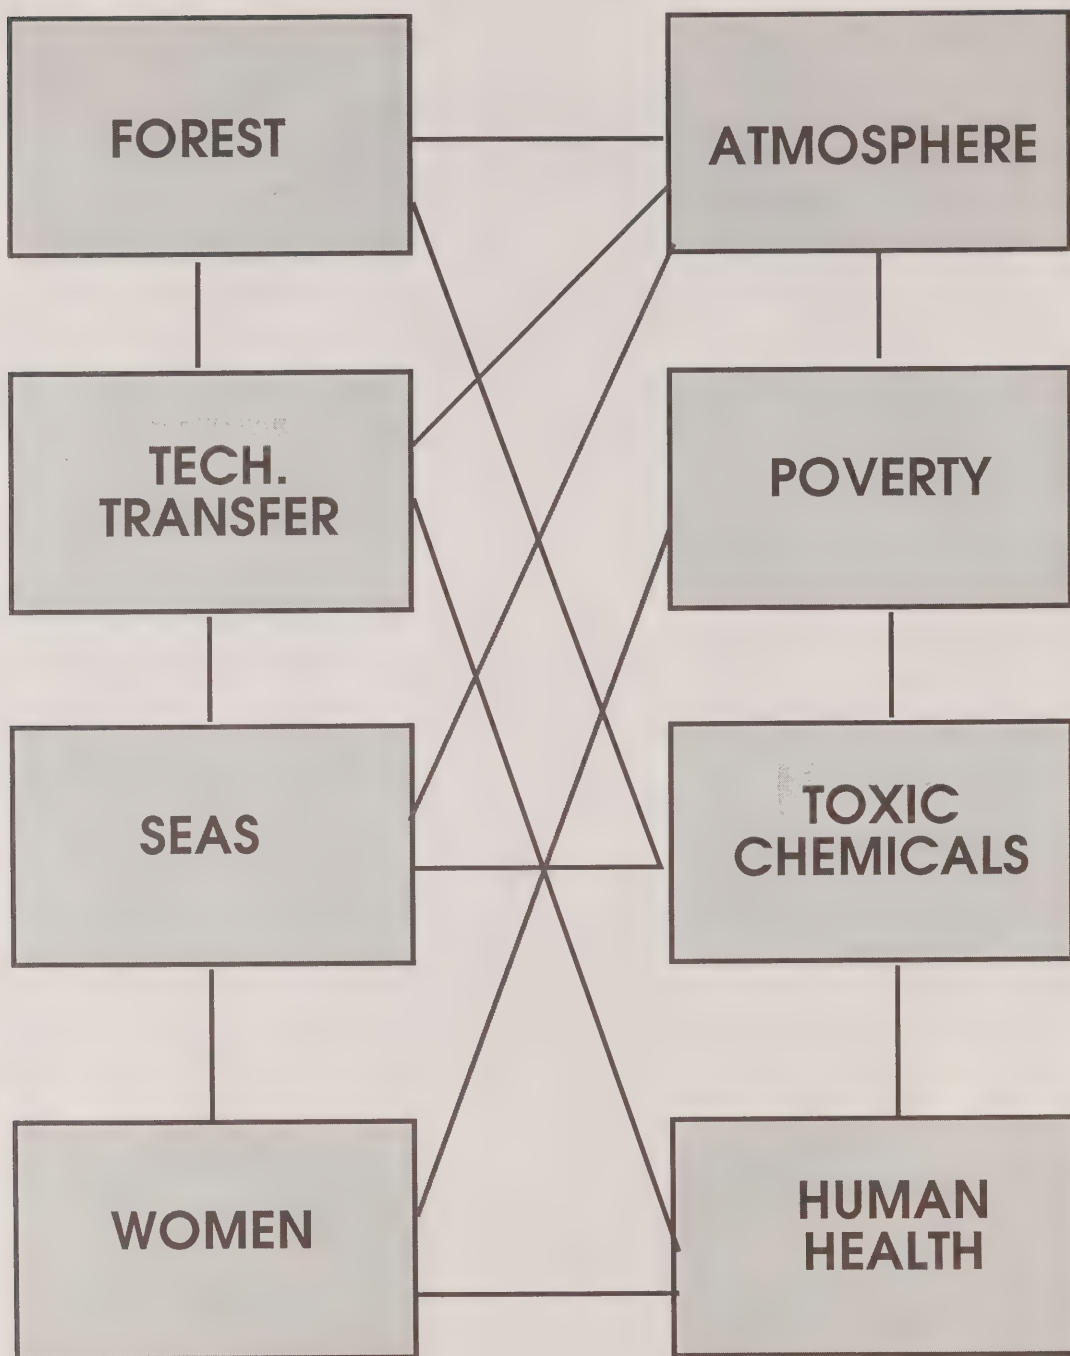 FOREST
ATMOSPHERE
TECH.
TRANSFER
POVERTY
SEAS
TOXIC
CHEMICALS
WOMEN
HUMAN
HEALTH